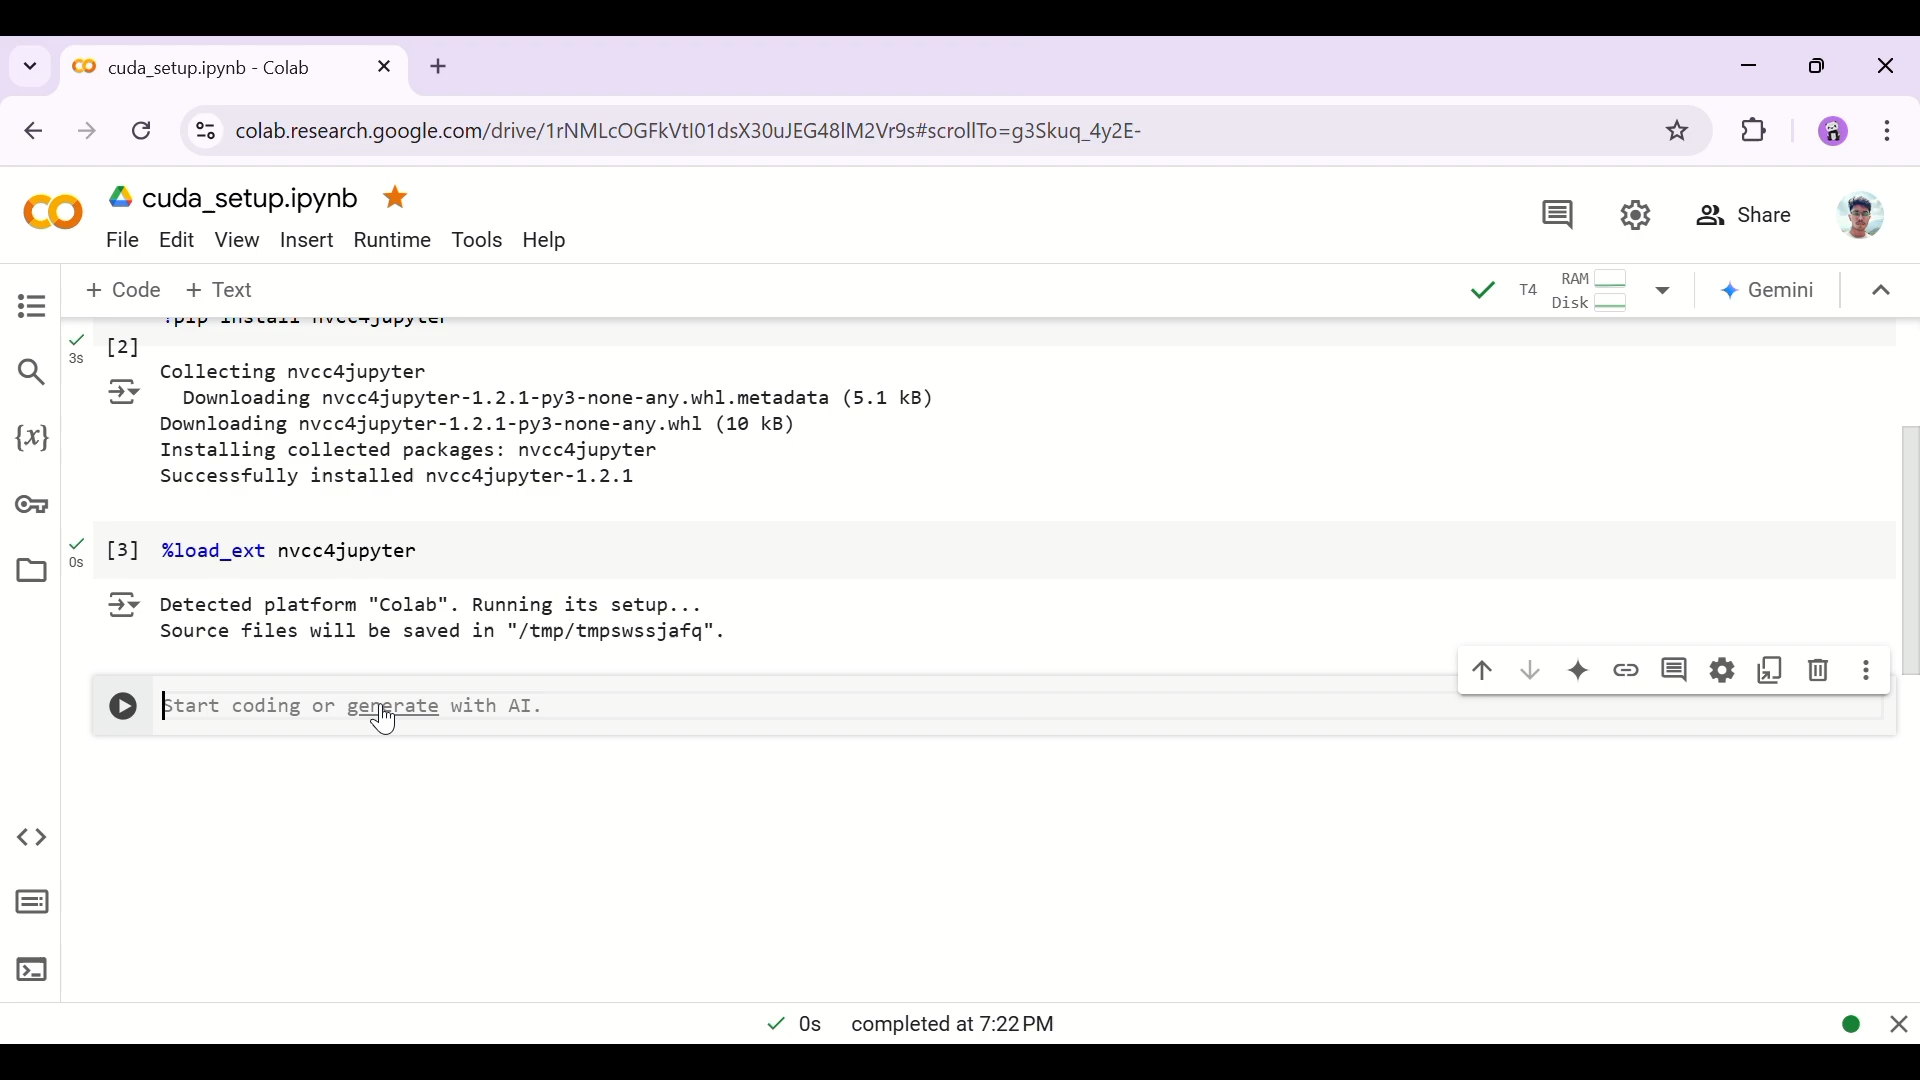 cuda_setup.ipynb - Colab
colab.research.google.com/drive/1rNMLcOGFkVtI01dsX30uJEG48IM2Vr9s#scrollTo=g3Skuq_4y2E-
cuda_setup.ipynb
File Edit View Insert Runtime Tools Help
Share
+ Code + Text
T4 RAM
Disk
Gemini
!pip install nvcc4jupyter
[2]
3s
Collecting nvcc4jupyter
Downloading nvcc4jupyter-1.2.1-py3-none-any.whl.metadata (5.1 kB)
Downloading nvcc4jupyter-1.2.1-py3-none-any.whl (10 kB)
Installing collected packages: nvcc4jupyter
Successfully installed nvcc4jupyter-1.2.1
[3] %load_ext nvcc4jupyter
0s
Detected platform "Colab". Running its setup...
Source files will be saved in "/tmp/tmpswssjafq".
Start coding or generate with AI.
0s completed at 7:22 PM